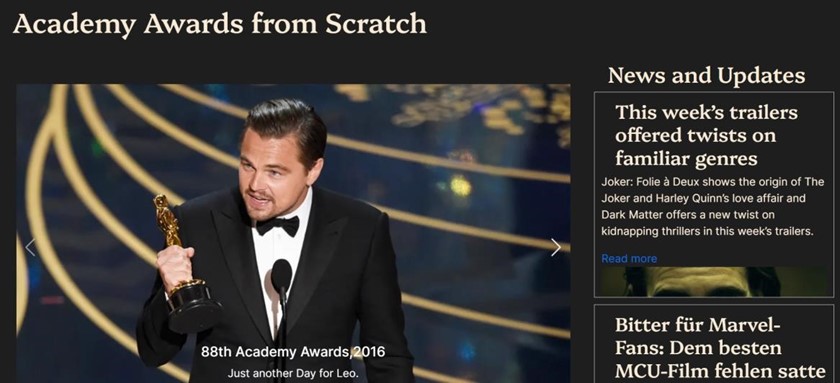 Academy Awards from Scratch
88th Academy Awards,2016
Just another Day for Leo.
News and Updates
This week’s trailers
offered twists on
familiar genres
Joker: Folie à Deux shows the origin of The
Joker and Harley Quinn’s love affair and
Dark Matter offers a new twist on
kidnapping thrillers in this week’s trailers.
Read more
Bitter für Marvel-
Fans: Dem besten
MCU-Film fehlen satte